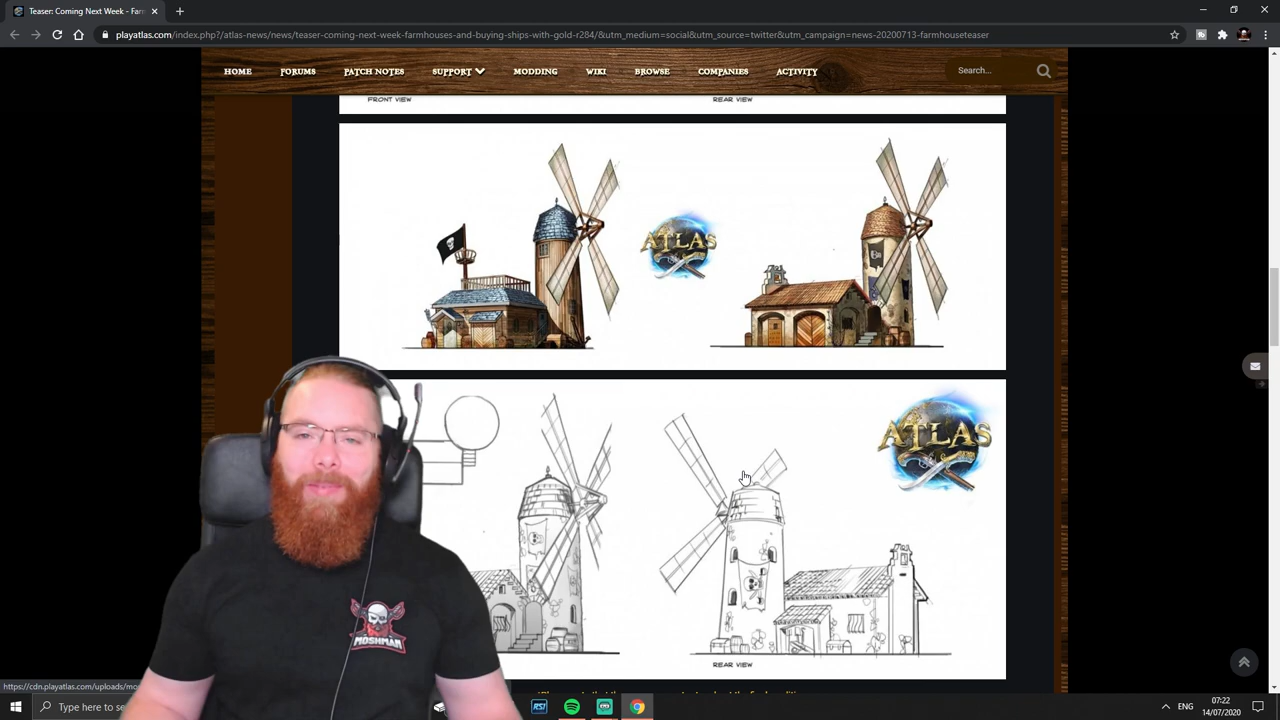 Teaser - Coming Next
playatlas.com/index.php?/atlas-news/news/teaser-coming-next-week-farmhouses-and-buying-ships-with-gold-r284/&utm_medium=social&utm_source=twitter&utm_campaign=news-20200713-farmhouseteaser
HOME FORUMS PATCH NOTES SUPPORT MODDING WIKI BROWSE COMPANIES ACTIVITY Search...
FRONT VIEW REAR VIEW
ATLAS
ATLAS
MOSHMAN
REAR VIEW
https://cdn.playatlas.com/uploads/mo
Type here to se
RSI
ENG
07:22
14/07/2020